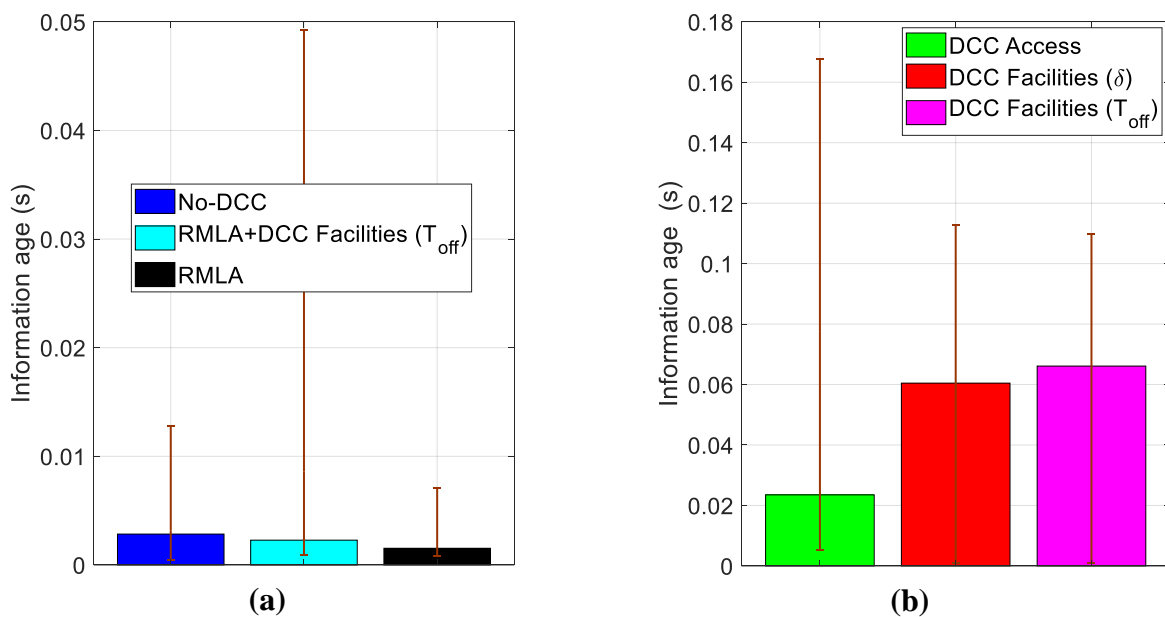 Information age (s)
0.05
0.04
0.03
0.02
0.01
0
No-DCC
RMLA+DCC Facilities (T_off)
RMLA
(a)
Information age (s)
0.18
0.16
0.14
0.12
0.1
0.08
0.06
0.04
0.02
0
DCC Access
DCC Facilities (δ)
DCC Facilities (T_off)
(b)